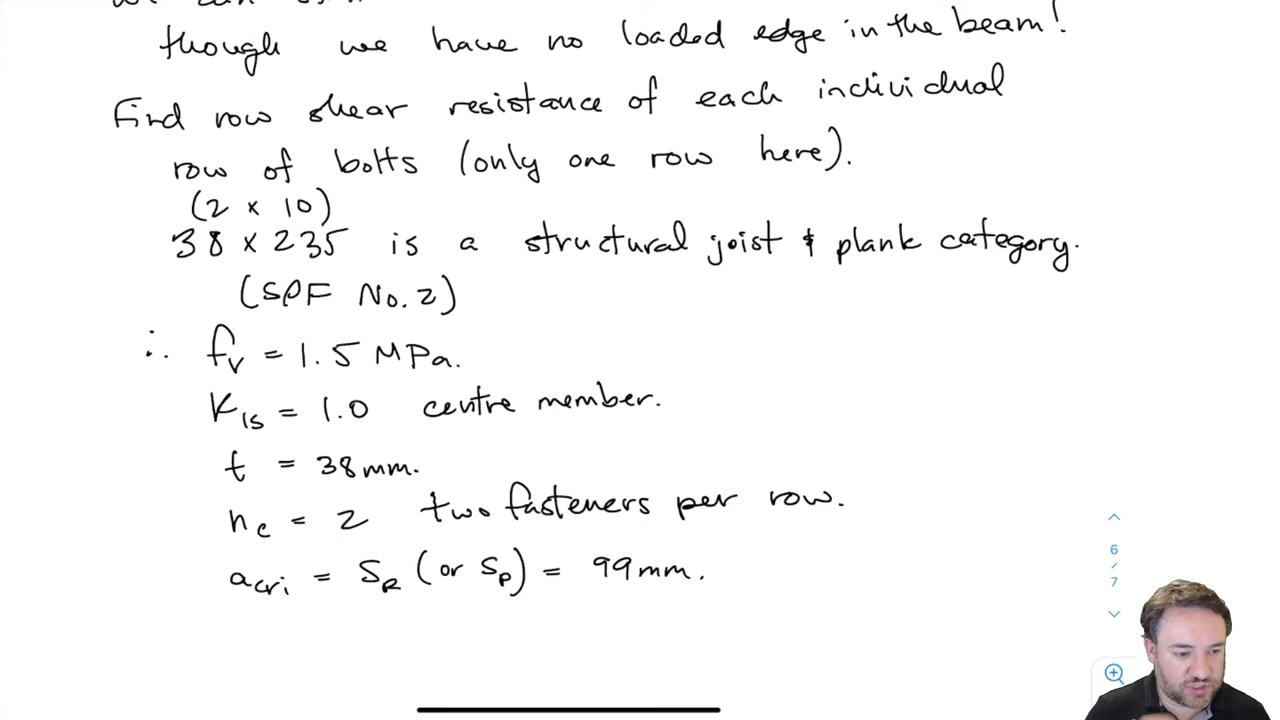 though we have no loaded edge in the beam!
Find row shear resistance of each individual
row of bolts (only one row here).
(2 x 10)
38 x 235 is a structural joist & plank category.
(SPF No. 2)
∴ fv = 1.5 MPa.
Kls = 1.0 centre member.
t = 38mm.
nc = 2 two fasteners per row.
acri = SR (or Sp) = 99mm.
6
/
7